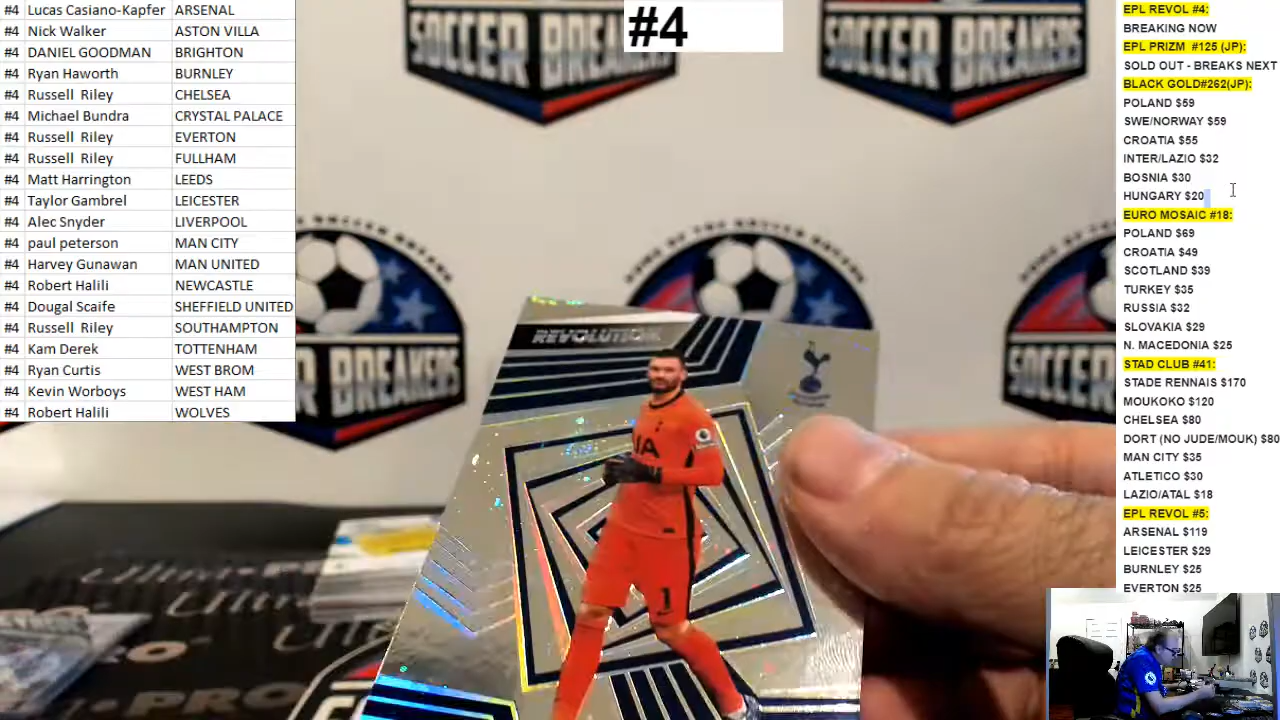 #4 Lucas Casiano-Kapfer ARSENAL
#4 Nick Walker ASTON VILLA
#4 DANIEL GOODMAN BRIGHTON
#4 Ryan Haworth BURNLEY
#4 Russell Riley CHELSEA
#4 Michael Bundra CRYSTAL PALACE
#4 Russell Riley EVERTON
#4 Russell Riley FULLHAM
#4 Matt Harrington LEEDS
#4 Taylor Gambrel LEICESTER
#4 Alec Snyder LIVERPOOL
#4 paul peterson MAN CITY
#4 Harvey Gunawan MAN UNITED
#4 Robert Halili NEWCASTLE
#4 Dougal Scaife SHEFFIELD UNITED
#4 Russell Riley SOUTHAMPTON
#4 Kam Derek TOTTENHAM
#4 Ryan Curtis WEST BROM
#4 Kevin Worboys WEST HAM
#4 Robert Halili WOLVES
#4
SOCCER BREAKERS
SOCCER BREAKERS
BREAKERS
REVOLUTION
AIA
1
PRO
EPL REVOL #4:
BREAKING NOW
EPL PRIZM #125 (JP):
SOLD OUT - BREAKS NEXT
BLACK GOLD#262(JP):
POLAND $59
SWE/NORWAY $59
CROATIA $55
INTER/LAZIO $32
BOSNIA $30
HUNGARY $20
EURO MOSAIC #18:
POLAND $69
CROATIA $49
SCOTLAND $39
TURKEY $35
RUSSIA $32
SLOVAKIA $29
N. MACEDONIA $25
STAD CLUB #41:
STADE RENNAIS $170
MOUKOKO $120
CHELSEA $80
DORT (NO JUDE/MOUK) $80
MAN CITY $35
ATLETICO $30
LAZIO/ATAL $18
EPL REVOL #5:
ARSENAL $119
LEICESTER $29
BURNLEY $25
EVERTON $25